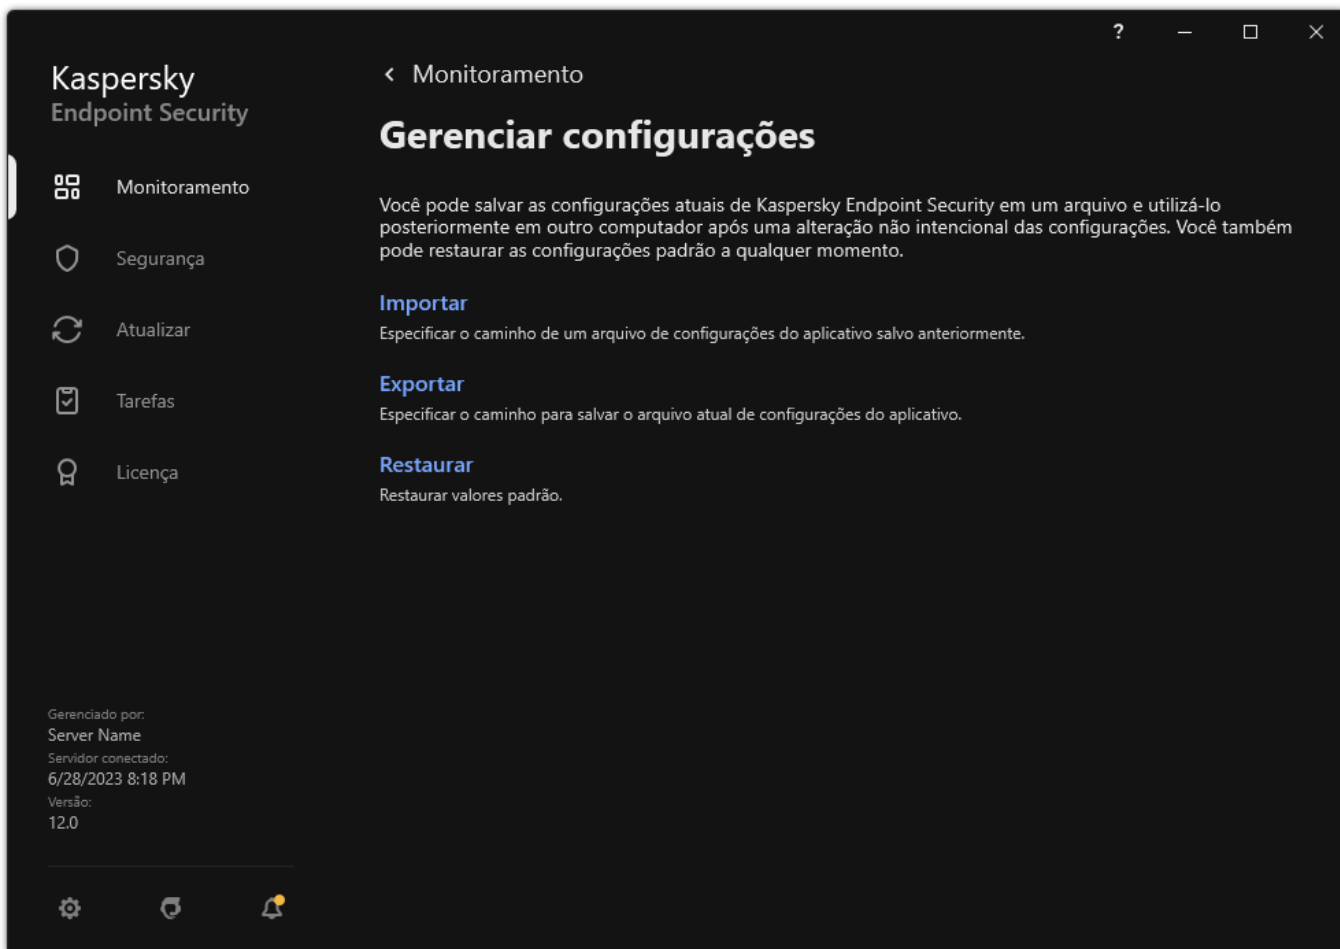 ?
Kaspersky
Endpoint Security
Monitoramento
Segurança
Atualizar
Tarefas
Licença
Gerenciado por:
Server Name
Servidor conectado:
6/28/2023 8:18 PM
Versão:
12.0
Monitoramento
Gerenciar configurações
Você pode salvar as configurações atuais de Kaspersky Endpoint Security em um arquivo e utilizá-lo
posteriormente em outro computador após uma alteração não intencional das configurações. Você também
pode restaurar as configurações padrão a qualquer momento.
Importar
Especificar o caminho de um arquivo de configurações do aplicativo salvo anteriormente.
Exportar
Especificar o caminho para salvar o arquivo atual de configurações do aplicativo.
Restaurar
Restaurar valores padrão.